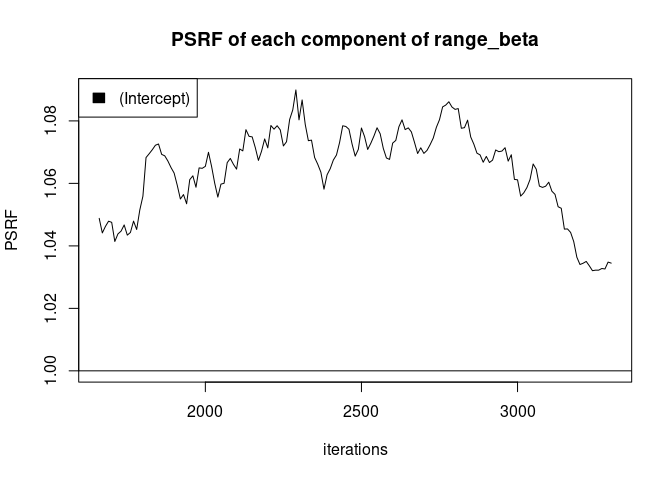 PSRF of each component of range_beta
(Intercept)
PSRF
1.08
1.06
1.04
1.02
1.00
2000 2500 3000
iterations